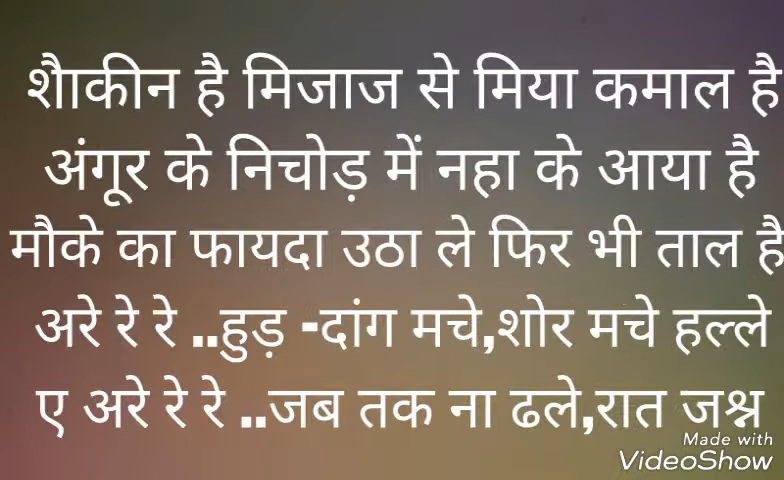 शौकीन है मिजाज से मिया कमाल है
अंगूर के निचोड़ में नहा के आया है
मौके का फायदा उठा ले फिर भी ताल है
अरे रे रे ..हुड़ -दांग मचे,शोर मचे हल्ले
ए अरे रे रे ..जब तक ना ढले,रात जश्न
Made with
VideoShow